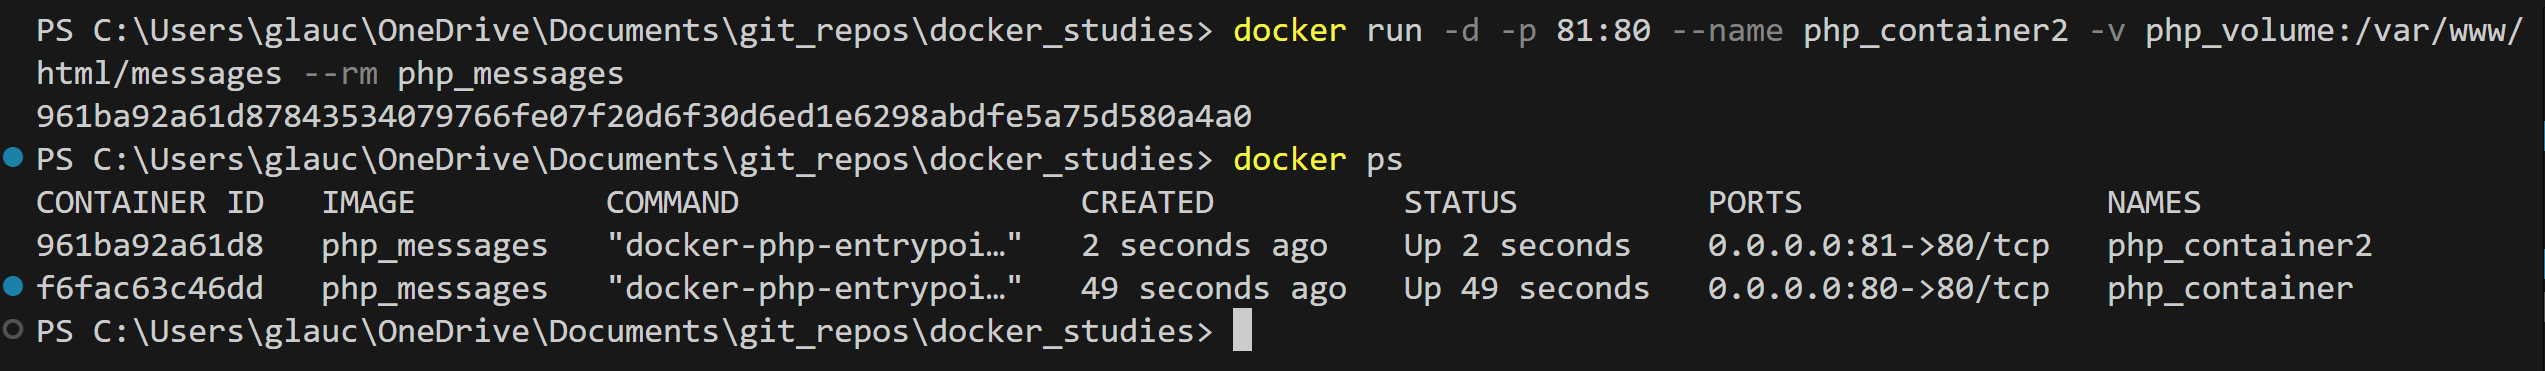 PS C:\Users\glauc\OneDrive\Documents\git_repos\docker_studies> docker run -d -p 81:80 --name php_container2 -v php_volume:/var/www/
html/messages --rm php_messages
961ba92a61d87843534079766fe07f20d6f30d6ed1e6298abdfe5a75d580a4a0
PS C:\Users\glauc\OneDrive\Documents\git_repos\docker_studies> docker ps
CONTAINER ID   IMAGE          COMMAND                  CREATED          STATUS          PORTS                NAMES
961ba92a61d8   php_messages   "docker-php-entrypoi…"   2 seconds ago    Up 2 seconds    0.0.0.0:81->80/tcp   php_container2
f6fac63c46dd   php_messages   "docker-php-entrypoi…"   49 seconds ago   Up 49 seconds   0.0.0.0:80->80/tcp   php_container
PS C:\Users\glauc\OneDrive\Documents\git_repos\docker_studies>